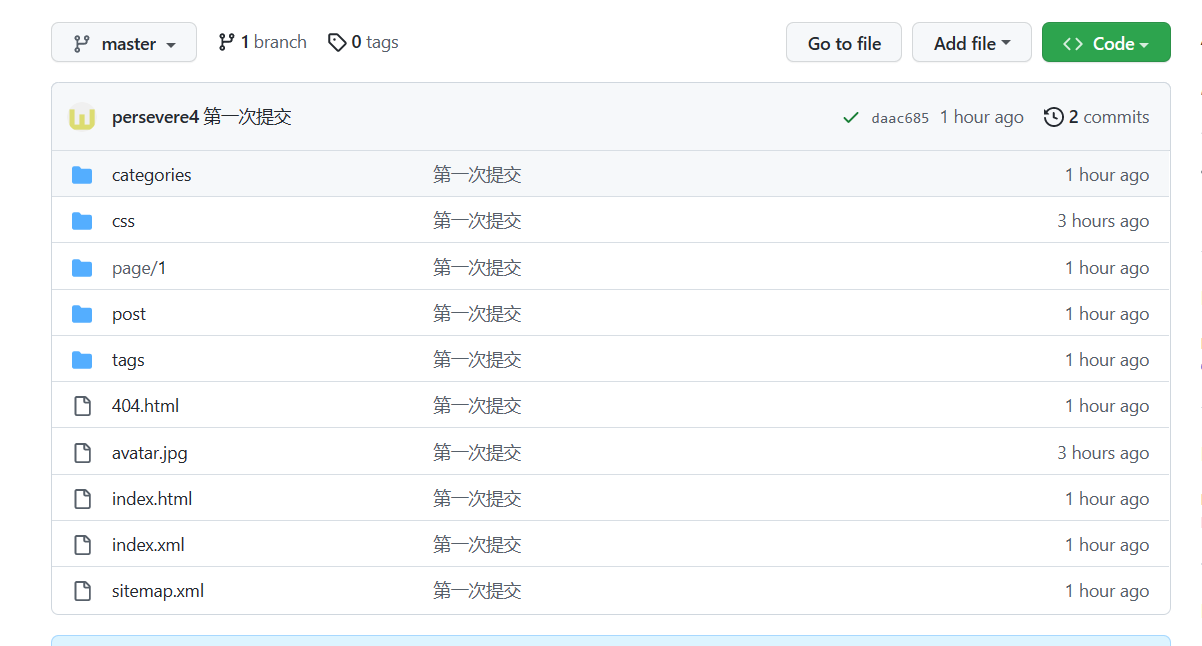 master 1 branch 0 tags Go to file Add file Code
persevere4 第一次提交 daac685 1 hour ago 2 commits
categories 第一次提交 1 hour ago
css 第一次提交 3 hours ago
page/1 第一次提交 1 hour ago
post 第一次提交 1 hour ago
tags 第一次提交 1 hour ago
404.html 第一次提交 1 hour ago
avatar.jpg 第一次提交 3 hours ago
index.html 第一次提交 1 hour ago
index.xml 第一次提交 1 hour ago
sitemap.xml 第一次提交 1 hour ago